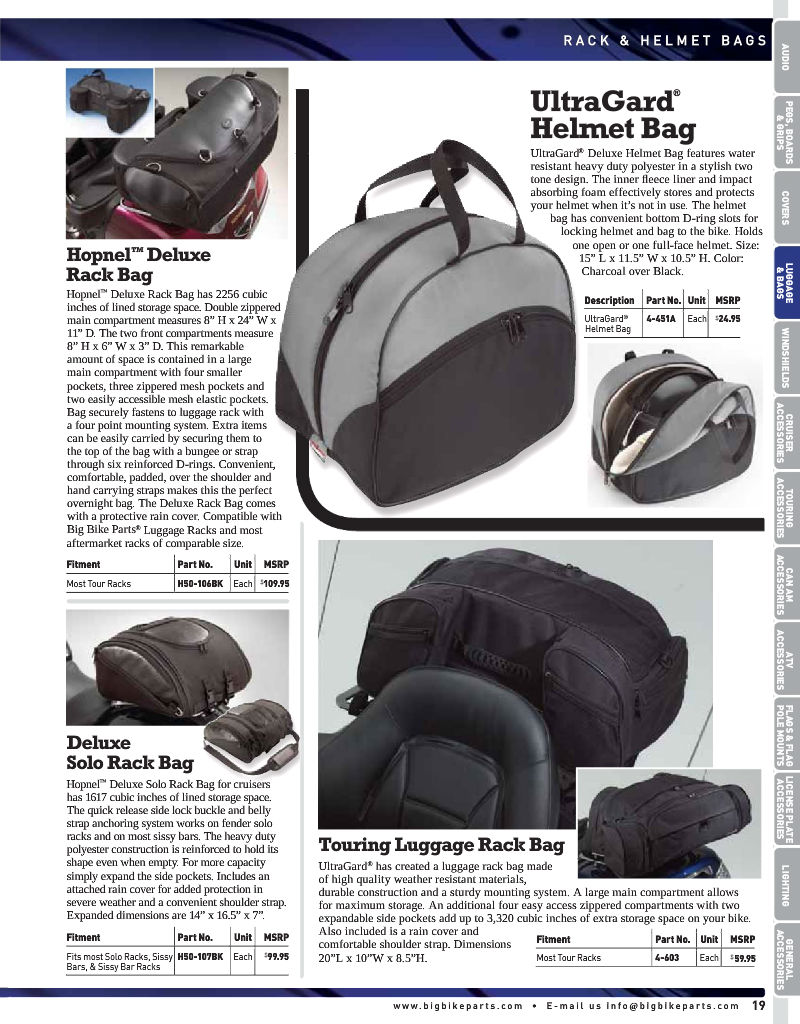 RACK & HELMET BAGS
Hopnel™ Deluxe
Rack Bag
Hopnel™ Deluxe Rack Bag has 2256 cubic
inches of lined storage space. Double zippered
main compartment measures 8” H x 24” W x
11” D. The two front compartments measure
8” H x 6” W x 3” D. This remarkable
amount of space is contained in a large
main compartment with four smaller
pockets, three zippered mesh pockets and
two easily accessible mesh elastic pockets.
Bag securely fastens to luggage rack with
a four point mounting system. Extra items
can be easily carried by securing them to
the top of the bag with a bungee or strap
through six reinforced D-rings. Convenient,
comfortable, padded, over the shoulder and
hand carrying straps makes this the perfect
overnight bag. The Deluxe Rack Bag comes
with a protective rain cover. Compatible with
Big Bike Parts® Luggage Racks and most
aftermarket racks of comparable size.
Fitment Part No. Unit MSRP
Most Tour Racks H50-106BK Each $109.95
Deluxe
Solo Rack Bag
Hopnel™ Deluxe Solo Rack Bag for cruisers
has 1617 cubic inches of lined storage space.
The quick release side lock buckle and belly
strap anchoring system works on fender solo
racks and on most sissy bars. The heavy duty
polyester construction is reinforced to hold its
shape even when empty. For more capacity
simply expand the side pockets. Includes an
attached rain cover for added protection in
severe weather and a convenient shoulder strap.
Expanded dimensions are 14” x 16.5” x 7”.
Fitment Part No. Unit MSRP
Fits most Solo Racks, Sissy H50-107BK Each $99.95
Bars, & Sissy Bar Racks
UltraGard®
Helmet Bag
UltraGard® Deluxe Helmet Bag features water
resistant heavy duty polyester in a stylish two
tone design. The inner fleece liner and impact
absorbing foam effectively stores and protects
your helmet when it’s not in use. The helmet
bag has convenient bottom D-ring slots for
locking helmet and bag to the bike. Holds
one open or one full-face helmet. Size:
15” L x 11.5” W x 10.5” H. Color:
Charcoal over Black.
Description Part No. Unit MSRP
UltraGard® 4-451A Each $24.95
Helmet Bag
Touring Luggage Rack Bag
UltraGard® has created a luggage rack bag made
of high quality weather resistant materials,
durable construction and a sturdy mounting system. A large main compartment allows
for maximum storage. An additional four easy access zippered compartments with two
expandable side pockets add up to 3,320 cubic inches of extra storage space on your bike.
Also included is a rain cover and
comfortable shoulder strap. Dimensions
20”L x 10”W x 8.5”H.
Fitment Part No. Unit MSRP
Most Tour Racks 4-603 Each $59.95
AUDIO
PEGS, BOARDS
& GRIPS
COVERS
LUGGAGE
& BAGS
WINDSHIELDS
CRUISER
ACCESSORIES
TOURING
ACCESSORIES
CAN AM
ACCESSORIES
ATV
ACCESSORIES
FLAGS & FLAG
POLE MOUNTS
LICENSE PLATE
ACCESSORIES
LIGHTING
GENERAL
ACCESSORIES
www.bigbikeparts.com • E-mail us info@bigbikeparts.com 19